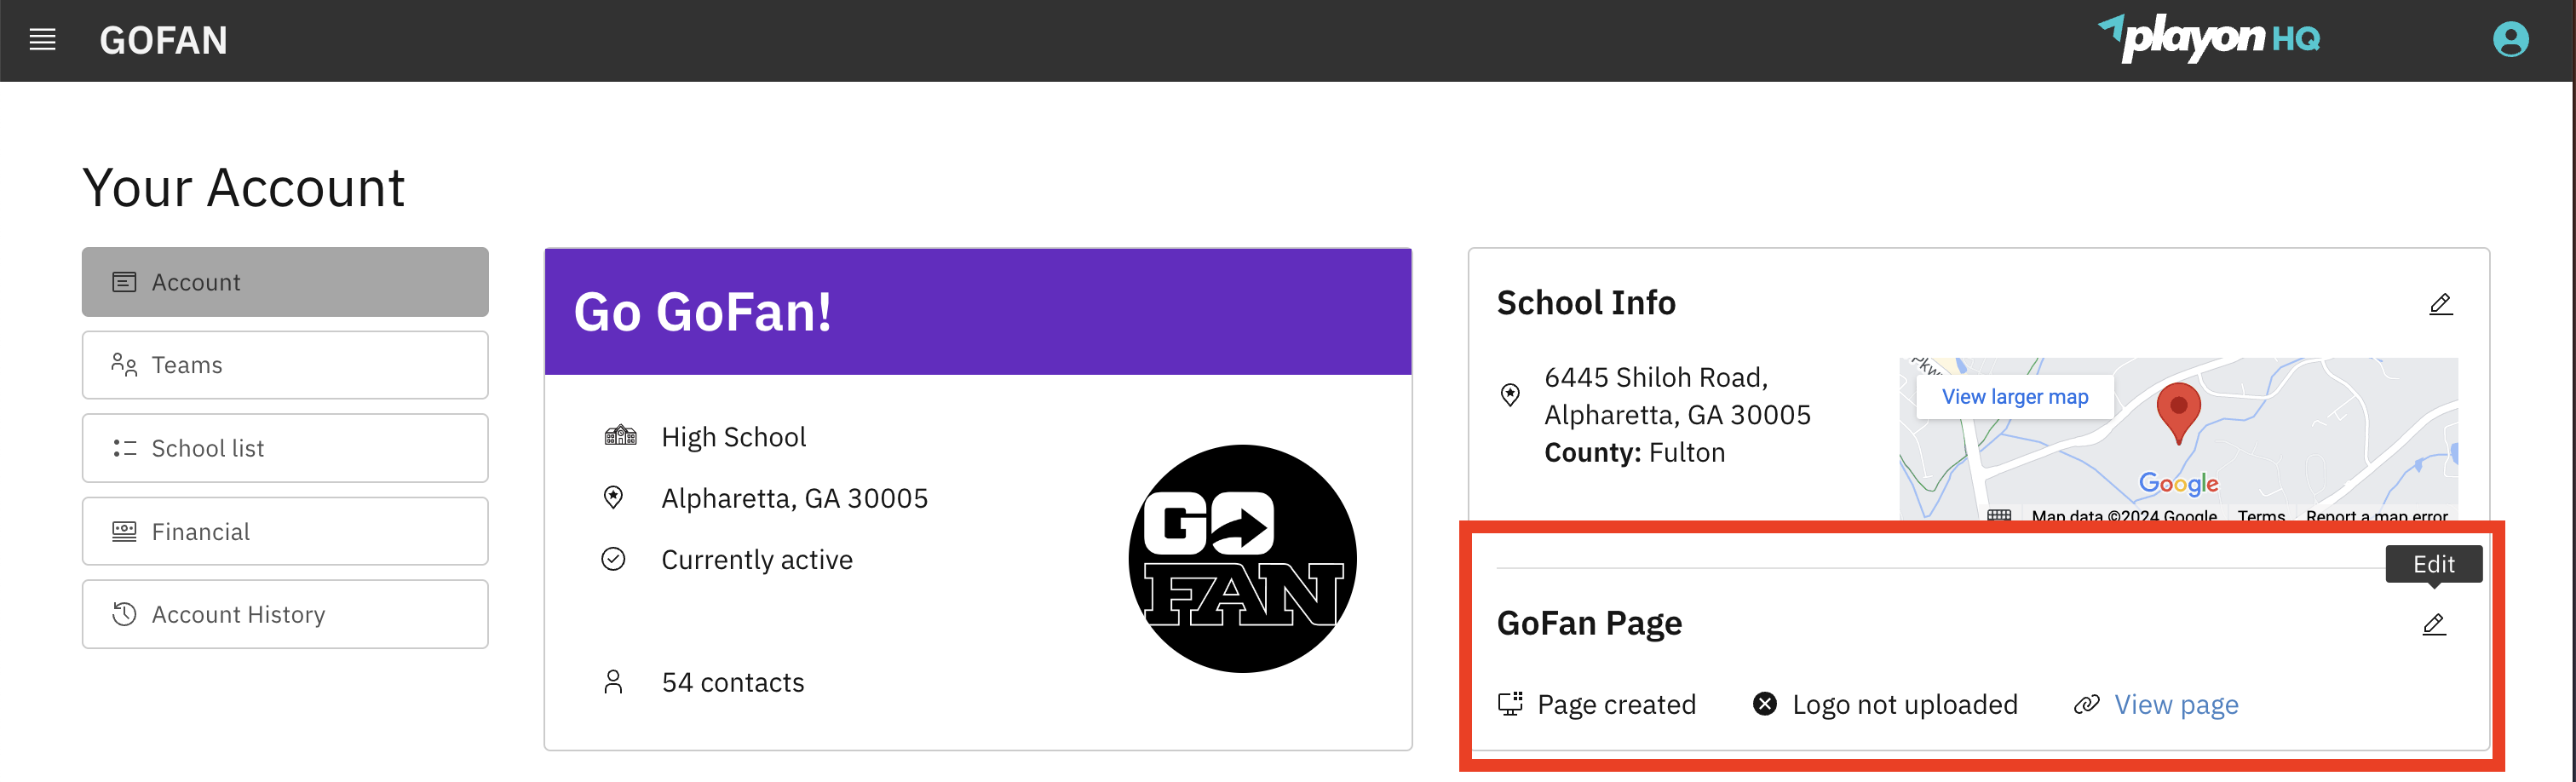 GOFAN
playon HQ
Your Account
Account
Teams
School list
Financial
Account History
Go GoFan!
High School
Alpharetta, GA 30005
Currently active
54 contacts
GO
FAN
School Info
6445 Shiloh Road,
Alpharetta, GA 30005
County: Fulton
Pkwy
View larger map
Google
Map data ©2024 Google
Terms
Report a map error
Edit
GoFan Page
Page created
Logo not uploaded
View page